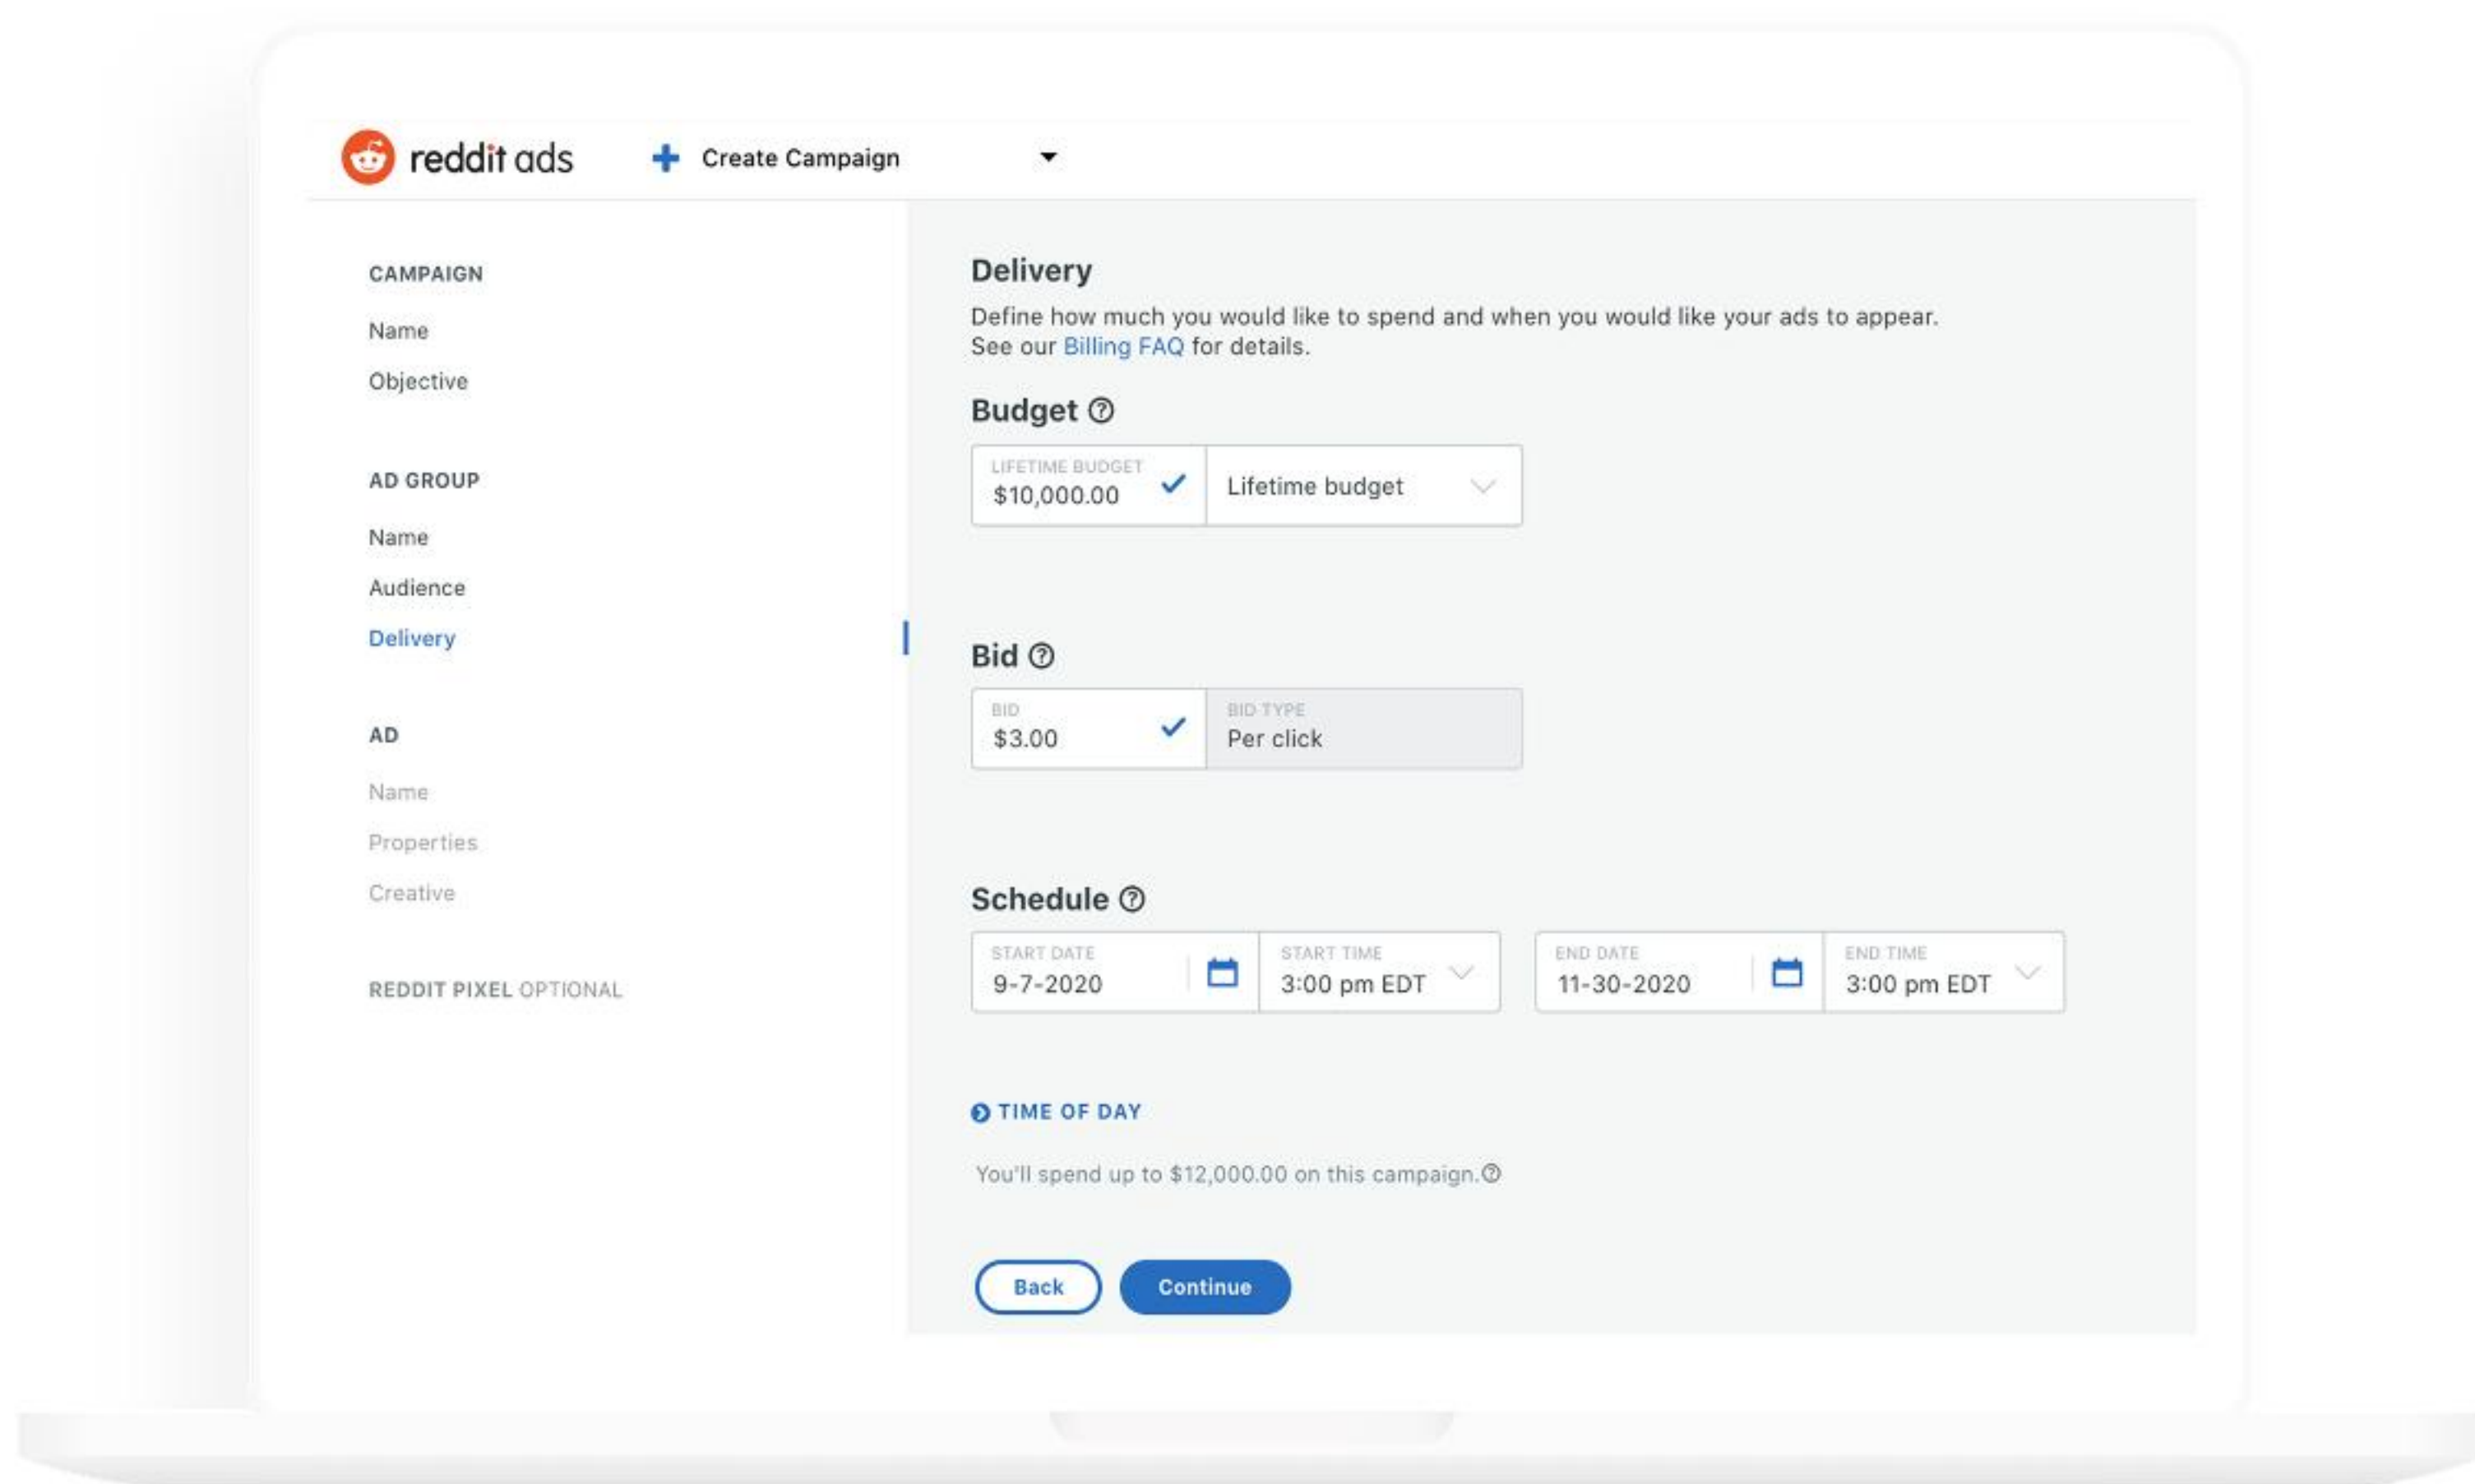 reddit ads
Create Campaign
CAMPAIGN
Name
Objective
AD GROUP
Name
Audience
Delivery
AD
Name
Properties
Creative
REDDIT PIXEL OPTIONAL
Delivery
Define how much you would like to spend and when you would like your ads to appear.
See our Billing FAQ for details.
Budget
LIFETIME BUDGET
$10,000.00
Lifetime budget
Bid
BID
$3.00
BID TYPE
Per click
Schedule
START DATE
9-7-2020
START TIME
3:00 pm EDT
END DATE
11-30-2020
END TIME
3:00 pm EDT
TIME OF DAY
You'll spend up to $12,000.00 on this campaign.
Back
Continue